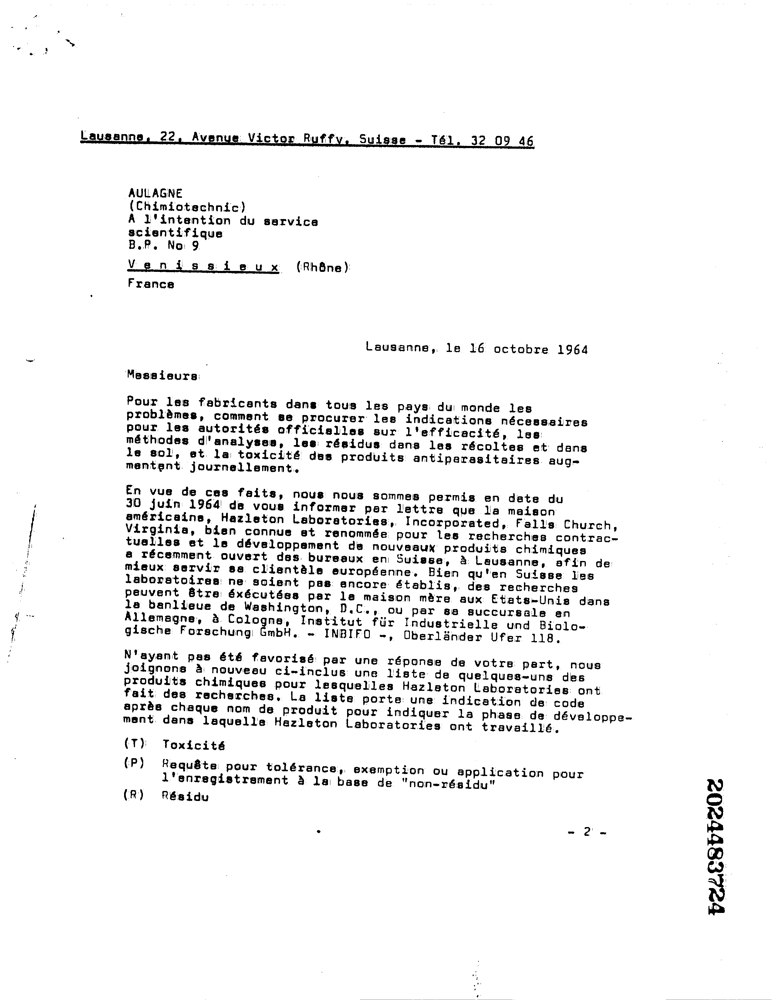 Lausanne, 22, Avenue Victor Ruffy, Suisse - Tél. 32 09 46
AULAGNE
(Chimiotechnic)
A l'intention du service
scientifique
B.P. No 9
Venissieux (Rhône)
France
Lausanne, le 16 octobre 1964
Messieurs
Pour les fabricants dans tous les pays du monde les
problèmes, comment se procurer les indications nécessaires
pour les autorités officielles sur l'efficacité, les
méthodes d'analyses, les résidus dans les récoltes et dans
le sol, et la toxicité des produits antiparasitaires aug-
mentent journellement.
En vue de ces faits, nous nous sommes permis en date du
30 juin 1964 de vous informer par lettre que la maison
américaine, Hazleton Laboratories, Incorporated, Falls Church,
Virginia, bien connue et renommée pour les recherches contrac-
tuelles et le développement de nouveaux produits chimiques
a récemment ouvert des bureaux en Suisse, à Lausanne, afin de
mieux servir sa clientèle européenne. Bien qu'en Suisse les
laboratoires ne soient pas encore établis, des recherches
peuvent être éxécutées par la maison mère aux Etats-Unis dans
la banlieue de Washington, D.C., ou par sa succursale en
Allemagne, à Cologne, Institut für Industrielle und Biolo-
gische Forschung GmbH. - INBIFO -, Oberländer Ufer 118.
N'ayant pas été favorisé par une réponse de votre part, nous
joignons à nouveau ci-inclus une liste de quelques-uns des
produits chimiques pour lesquelles Hazleton Laboratories ont
fait des recherches. La liste porte une indication de code
après chaque nom de produit pour indiquer la phase de développe-
ment dans laquelle Hazleton Laboratories ont travaillé.
(T) Toxicité
(P) Requête pour tolérance, exemption ou application pour
l'enregistrement à la base de "non-résidu"
(R) Résidu
- 2 -
2024483724